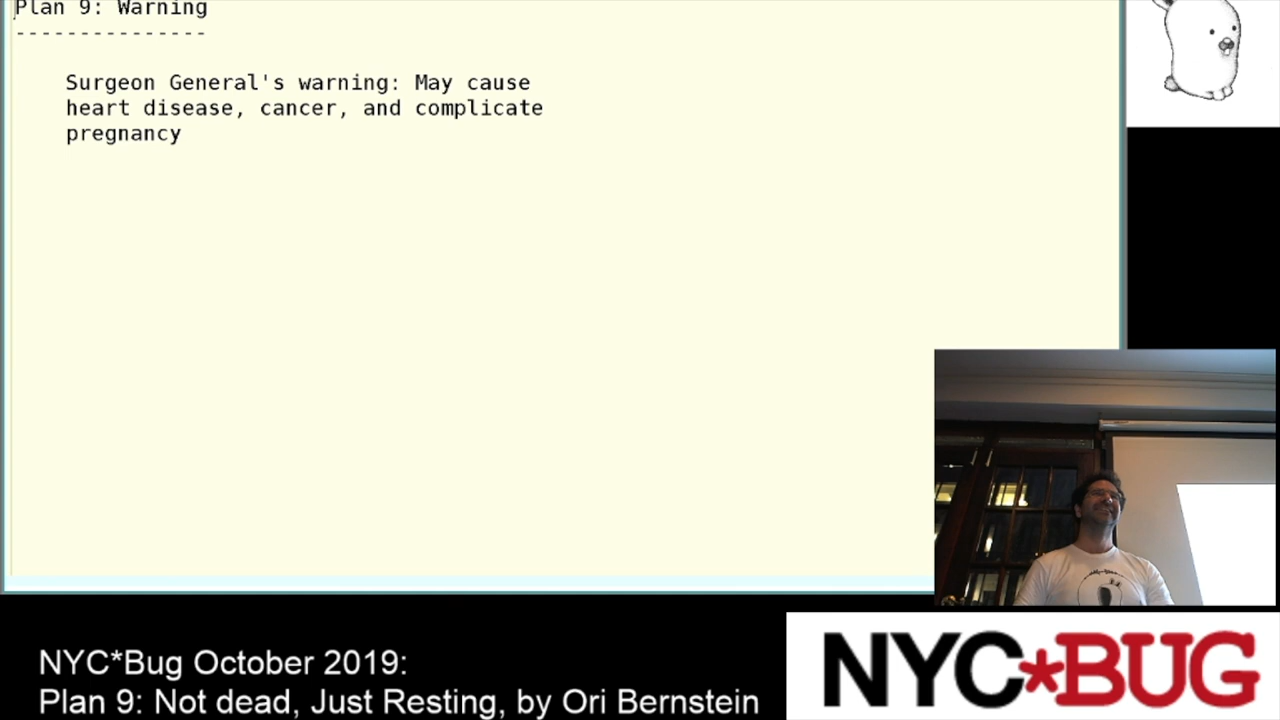 Plan 9: Warning
---------------
Surgeon General's warning: May cause
heart disease, cancer, and complicate
pregnancy
NYC*Bug October 2019:
Plan 9: Not dead, Just Resting, by Ori Bernstein
NYC*BUG